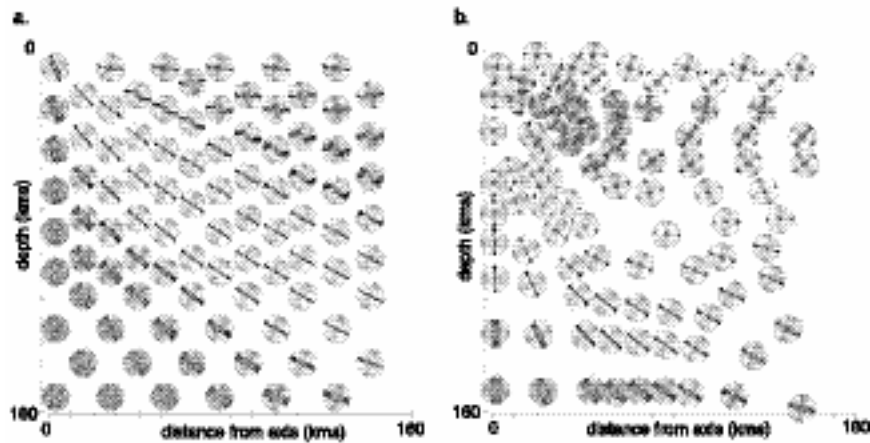 a.
0
depth (kms)
160
0
distance from axis (kms)
160
b.
0
depth (kms)
160
0
distance from axis (kms)
160